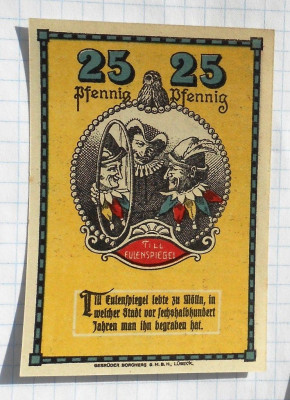 25 25
Pfennig Pfennig
TILL
EULENSPIEGEL
Till Eulenspiegel lebte zu Mölln, in
welcher Stadt vor sechshalbhundert
Jahren man ihn begraben hat.
GEBRÜDER BORCHERS G.M.B.H., LÜBECK.